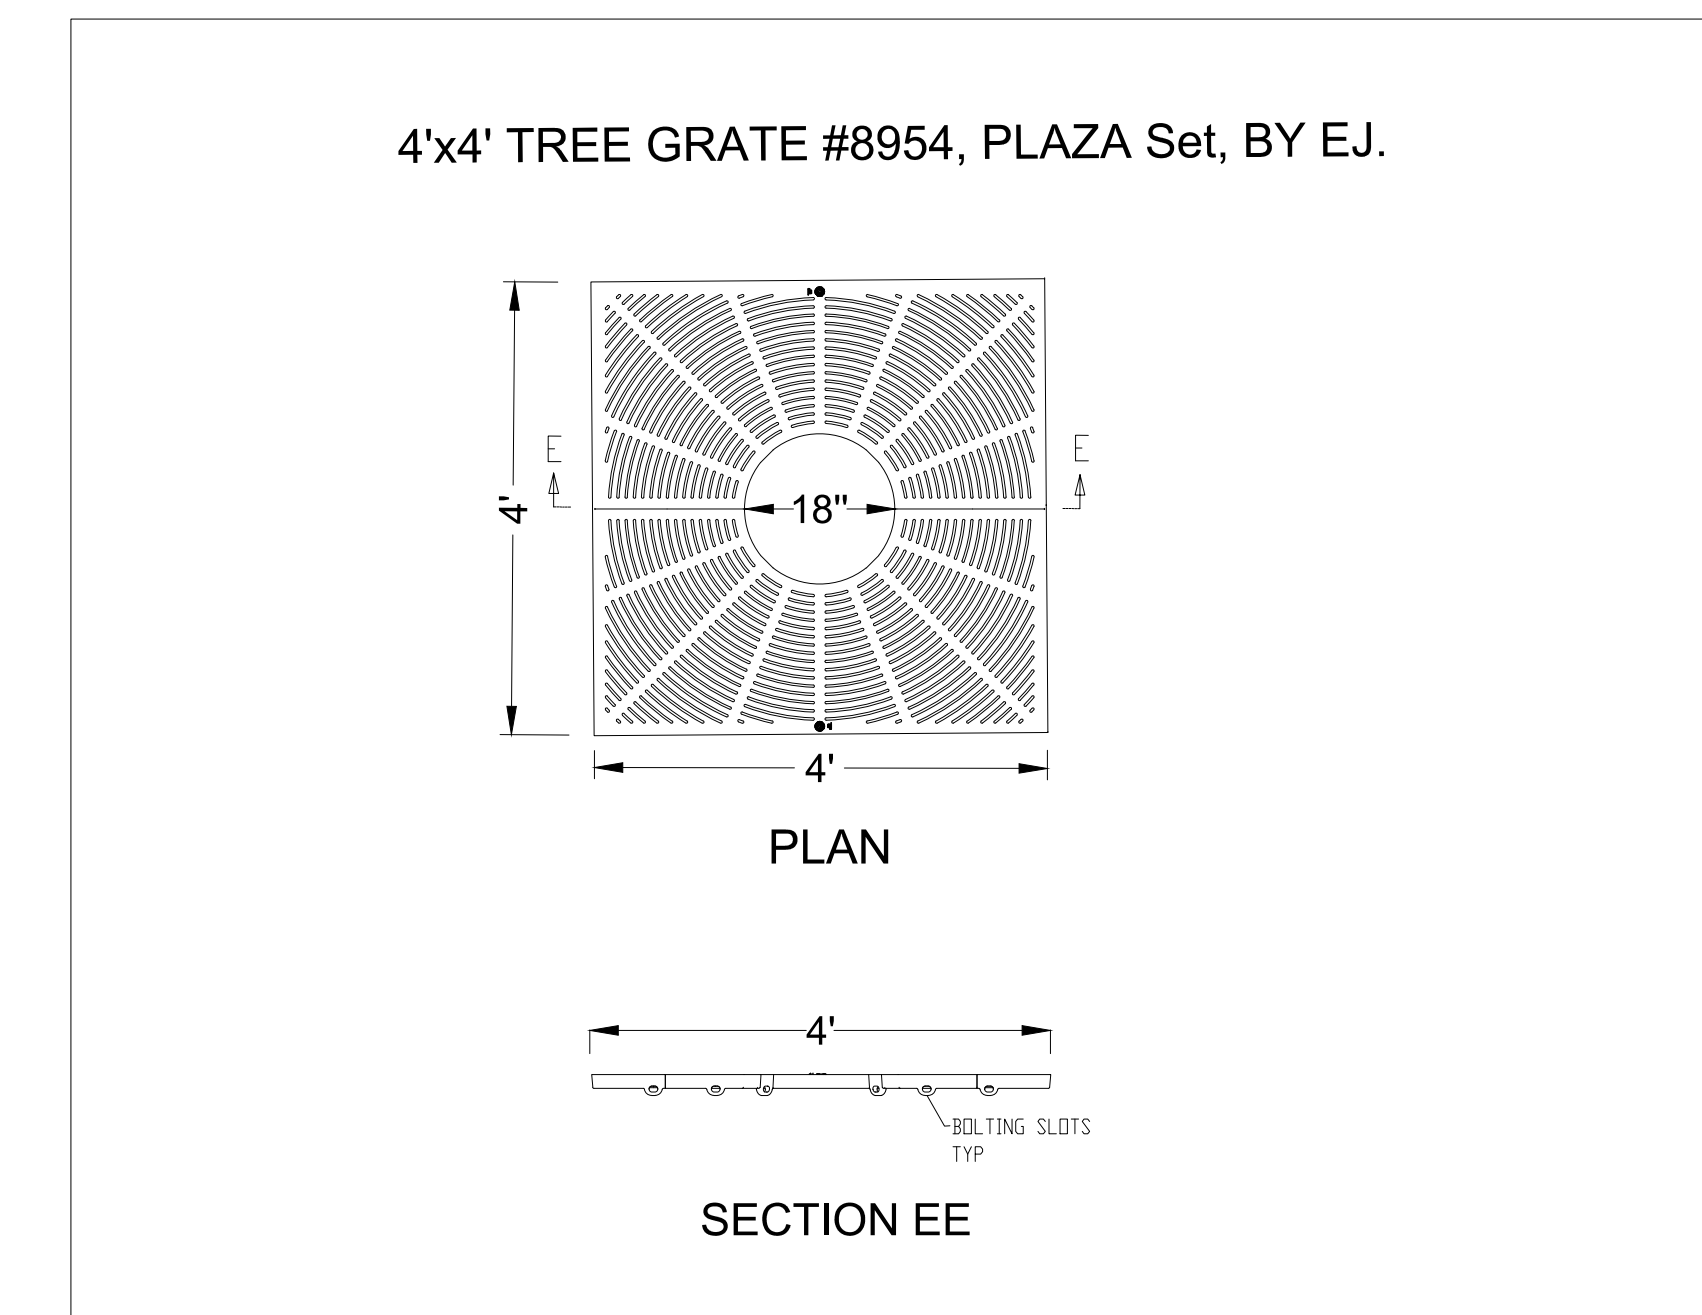 4'x4' TREE GRATE #8954, PLAZA Set, BY EJ.
E
E
4'
18"
4'
PLAN
4'
BOLTING SLOTS
TYP
SECTION EE